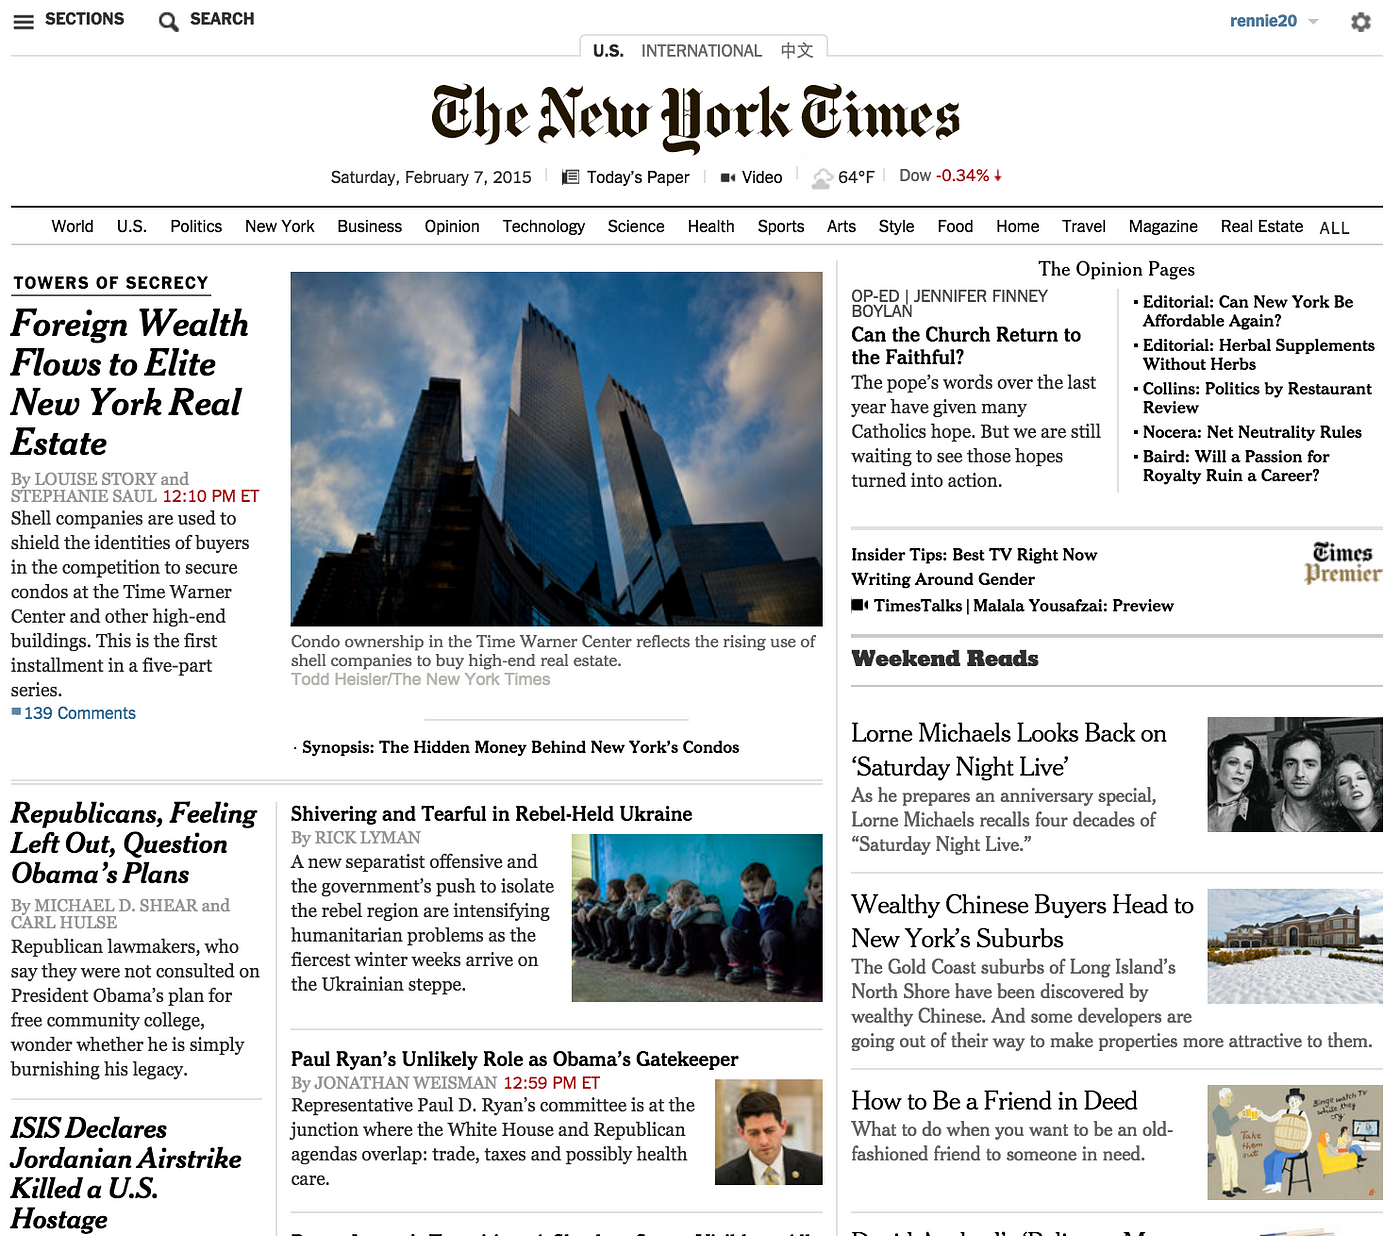 SECTIONS
SEARCH
rennie20
U.S.
INTERNATIONAL
中文
The New York Times
Saturday, February 7, 2015
Today's Paper
Video
64°F
Dow -0.34%
World
U.S.
Politics
New York
Business
Opinion
Technology
Science
Health
Sports
Arts
Style
Food
Home
Travel
Magazine
Real Estate
ALL
TOWERS OF SECRECY
Foreign Wealth
Flows to Elite
New York Real
Estate
By LOUISE STORY and
STEPHANIE SAUL 12:10 PM ET
Shell companies are used to
shield the identities of buyers
in the competition to secure
condos at the Time Warner
Center and other high-end
buildings. This is the first
installment in a five-part
series.
139 Comments
Condo ownership in the Time Warner Center reflects the rising use of
shell companies to buy high-end real estate.
Todd Heisler/The New York Times
· Synopsis: The Hidden Money Behind New York's Condos
Republicans, Feeling
Left Out, Question
Obama's Plans
By MICHAEL D. SHEAR and
CARL HULSE
Republican lawmakers, who
say they were not consulted on
President Obama's plan for
free community college,
wonder whether he is simply
burnishing his legacy.
ISIS Declares
Jordanian Airstrike
Killed a U.S.
Hostage
Shivering and Tearful in Rebel-Held Ukraine
By RICK LYMAN
A new separatist offensive and
the government's push to isolate
the rebel region are intensifying
humanitarian problems as the
fiercest winter weeks arrive on
the Ukrainian steppe.
Paul Ryan's Unlikely Role as Obama's Gatekeeper
By JONATHAN WEISMAN 12:59 PM ET
Representative Paul D. Ryan's committee is at the
junction where the White House and Republican
agendas overlap: trade, taxes and possibly health
care.
The Opinion Pages
OP-ED | JENNIFER FINNEY
BOYLAN
Can the Church Return to
the Faithful?
The pope's words over the last
year have given many
Catholics hope. But we are still
waiting to see those hopes
turned into action.
▪ Editorial: Can New York Be
Affordable Again?
▪ Editorial: Herbal Supplements
Without Herbs
▪ Collins: Politics by Restaurant
Review
▪ Nocera: Net Neutrality Rules
▪ Baird: Will a Passion for
Royalty Ruin a Career?
Insider Tips: Best TV Right Now
Writing Around Gender
TimesTalks | Malala Yousafzai: Preview
Times
Premier
Weekend Reads
Lorne Michaels Looks Back on
‘Saturday Night Live’
As he prepares an anniversary special,
Lorne Michaels recalls four decades of
“Saturday Night Live.”
Wealthy Chinese Buyers Head to
New York's Suburbs
The Gold Coast suburbs of Long Island's
North Shore have been discovered by
wealthy Chinese. And some developers are
going out of their way to make properties more attractive to them.
How to Be a Friend in Deed
What to do when you want to be an old-
fashioned friend to someone in need.
Binge watch TV
while they
cry.
Take
them
out